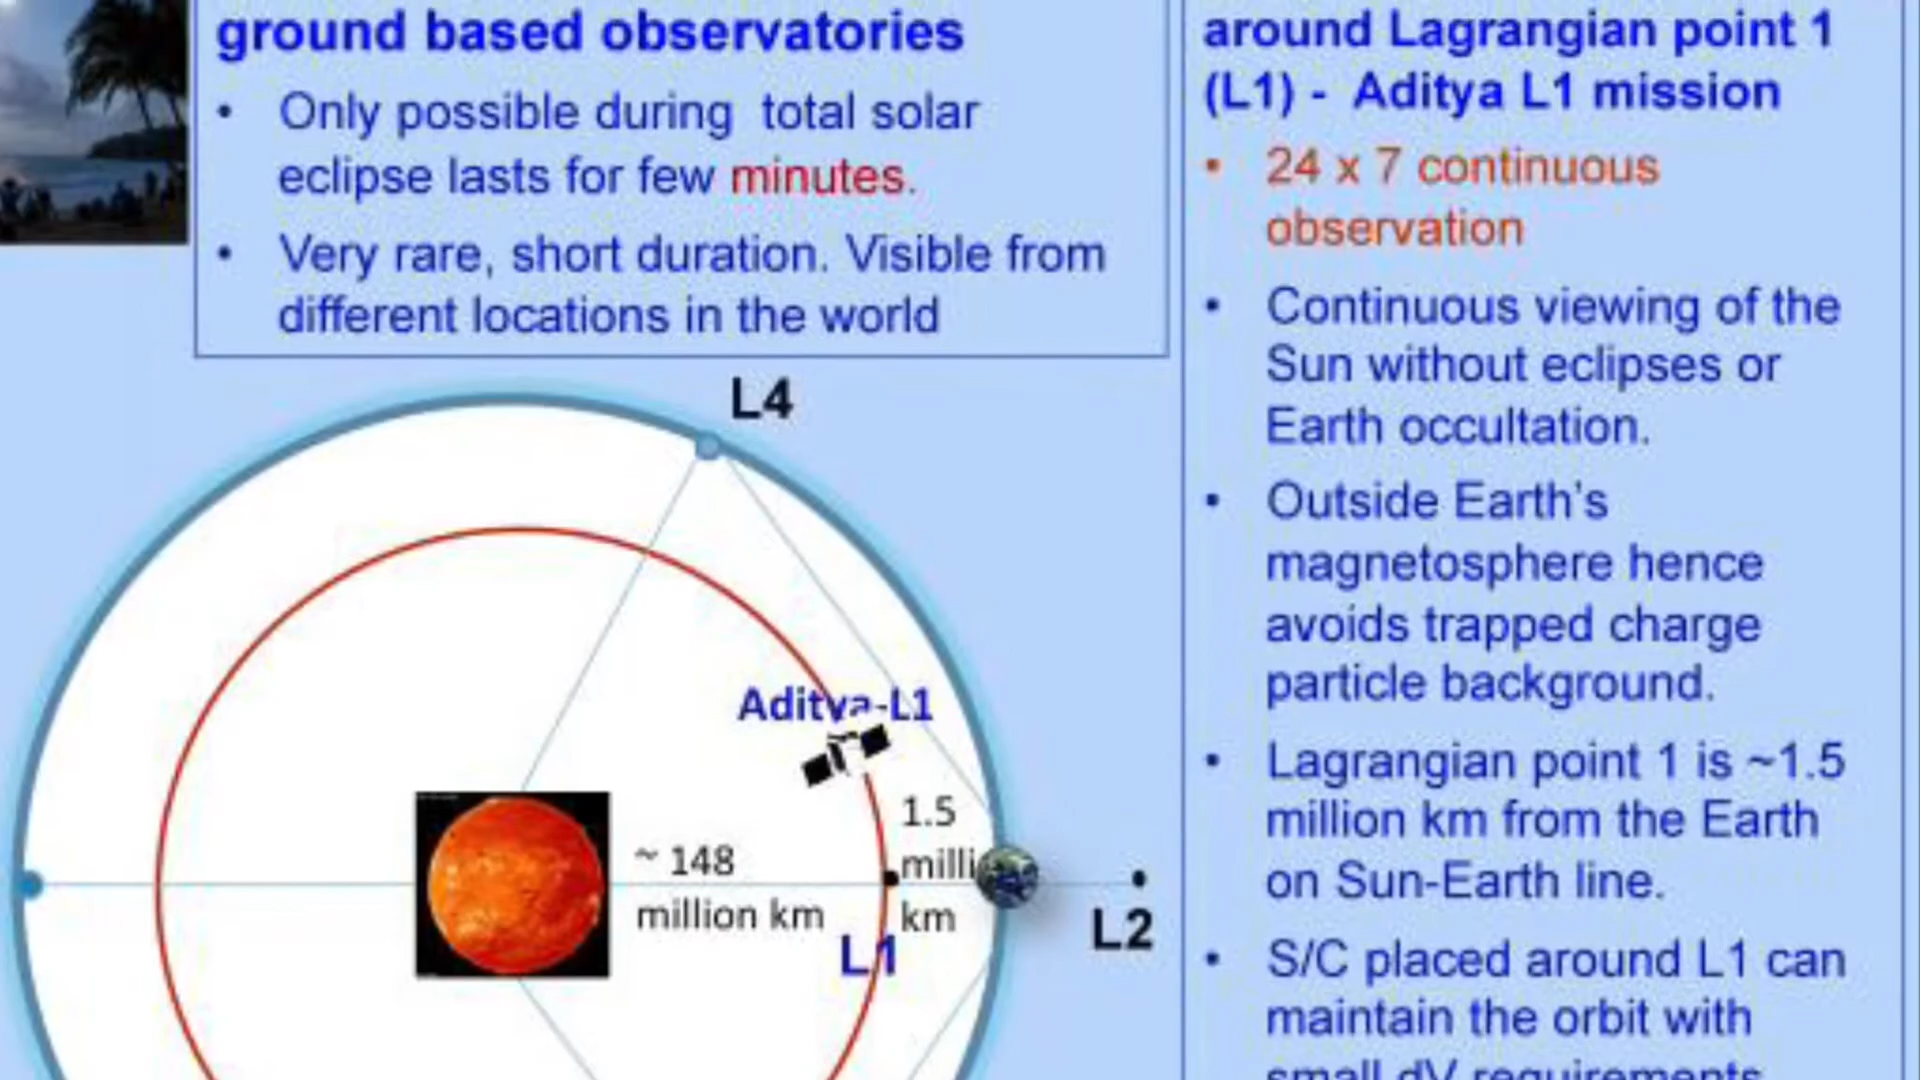 ground based observatories
• Only possible during total solar
eclipse lasts for few minutes.
• Very rare, short duration. Visible from
different locations in the world
around Lagrangian point 1
(L1) - Aditya L1 mission
• 24 x 7 continuous
observation
• Continuous viewing of the
Sun without eclipses or
Earth occultation.
• Outside Earth's
magnetosphere hence
avoids trapped charge
particle background.
• Lagrangian point 1 is ~1.5
million km from the Earth
on Sun-Earth line.
• S/C placed around L1 can
maintain the orbit with
small dV requirements
L4
Aditya-L1
1.5
milli
km
~ 148
million km
L1
L2